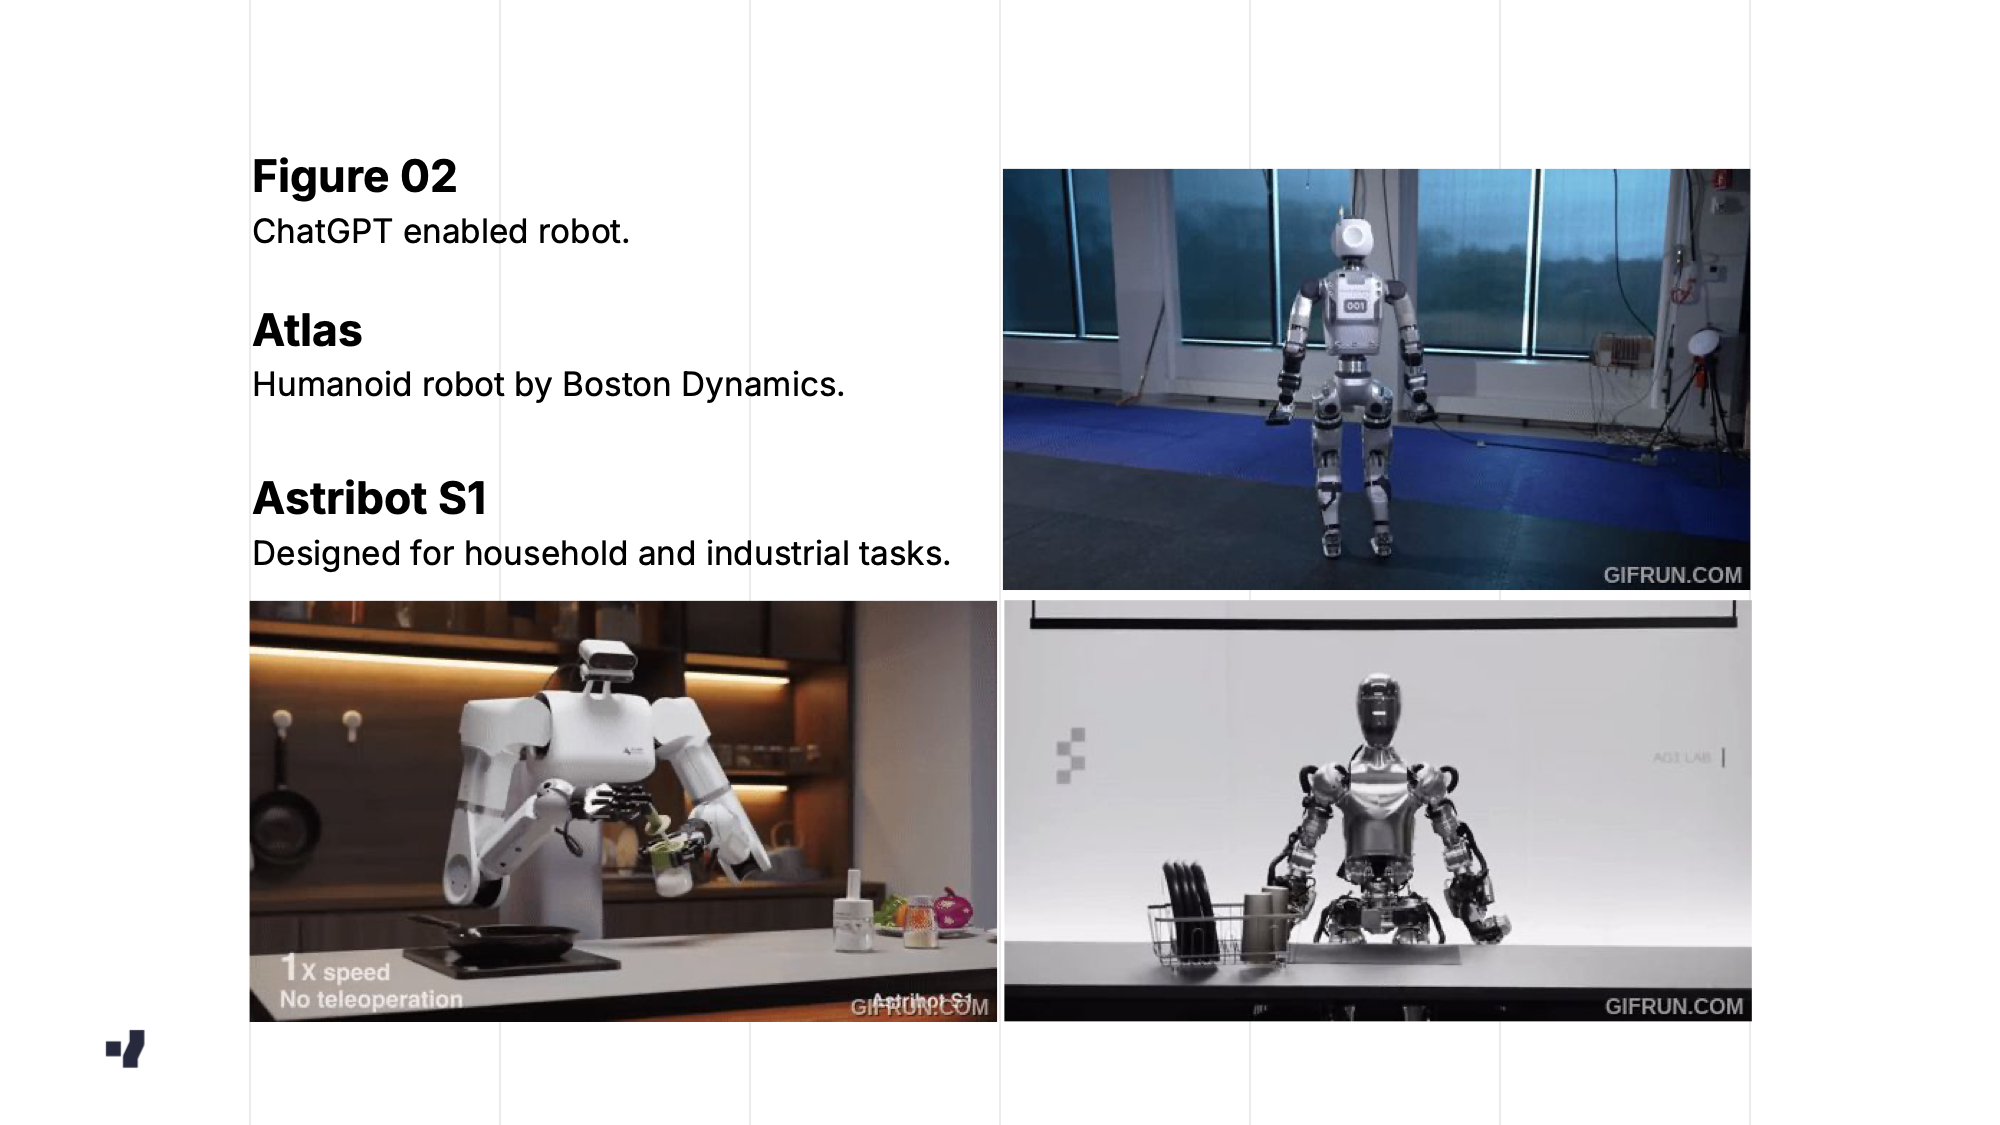 Figure 02
ChatGPT enabled robot.
Atlas
Humanoid robot by Boston Dynamics.
Astribot S1
Designed for household and industrial tasks.
001
GIFRUN.COM
1x speed
No teleoperation
Astribot S1
GIFRUN.COM
LAB
GIFRUN.COM